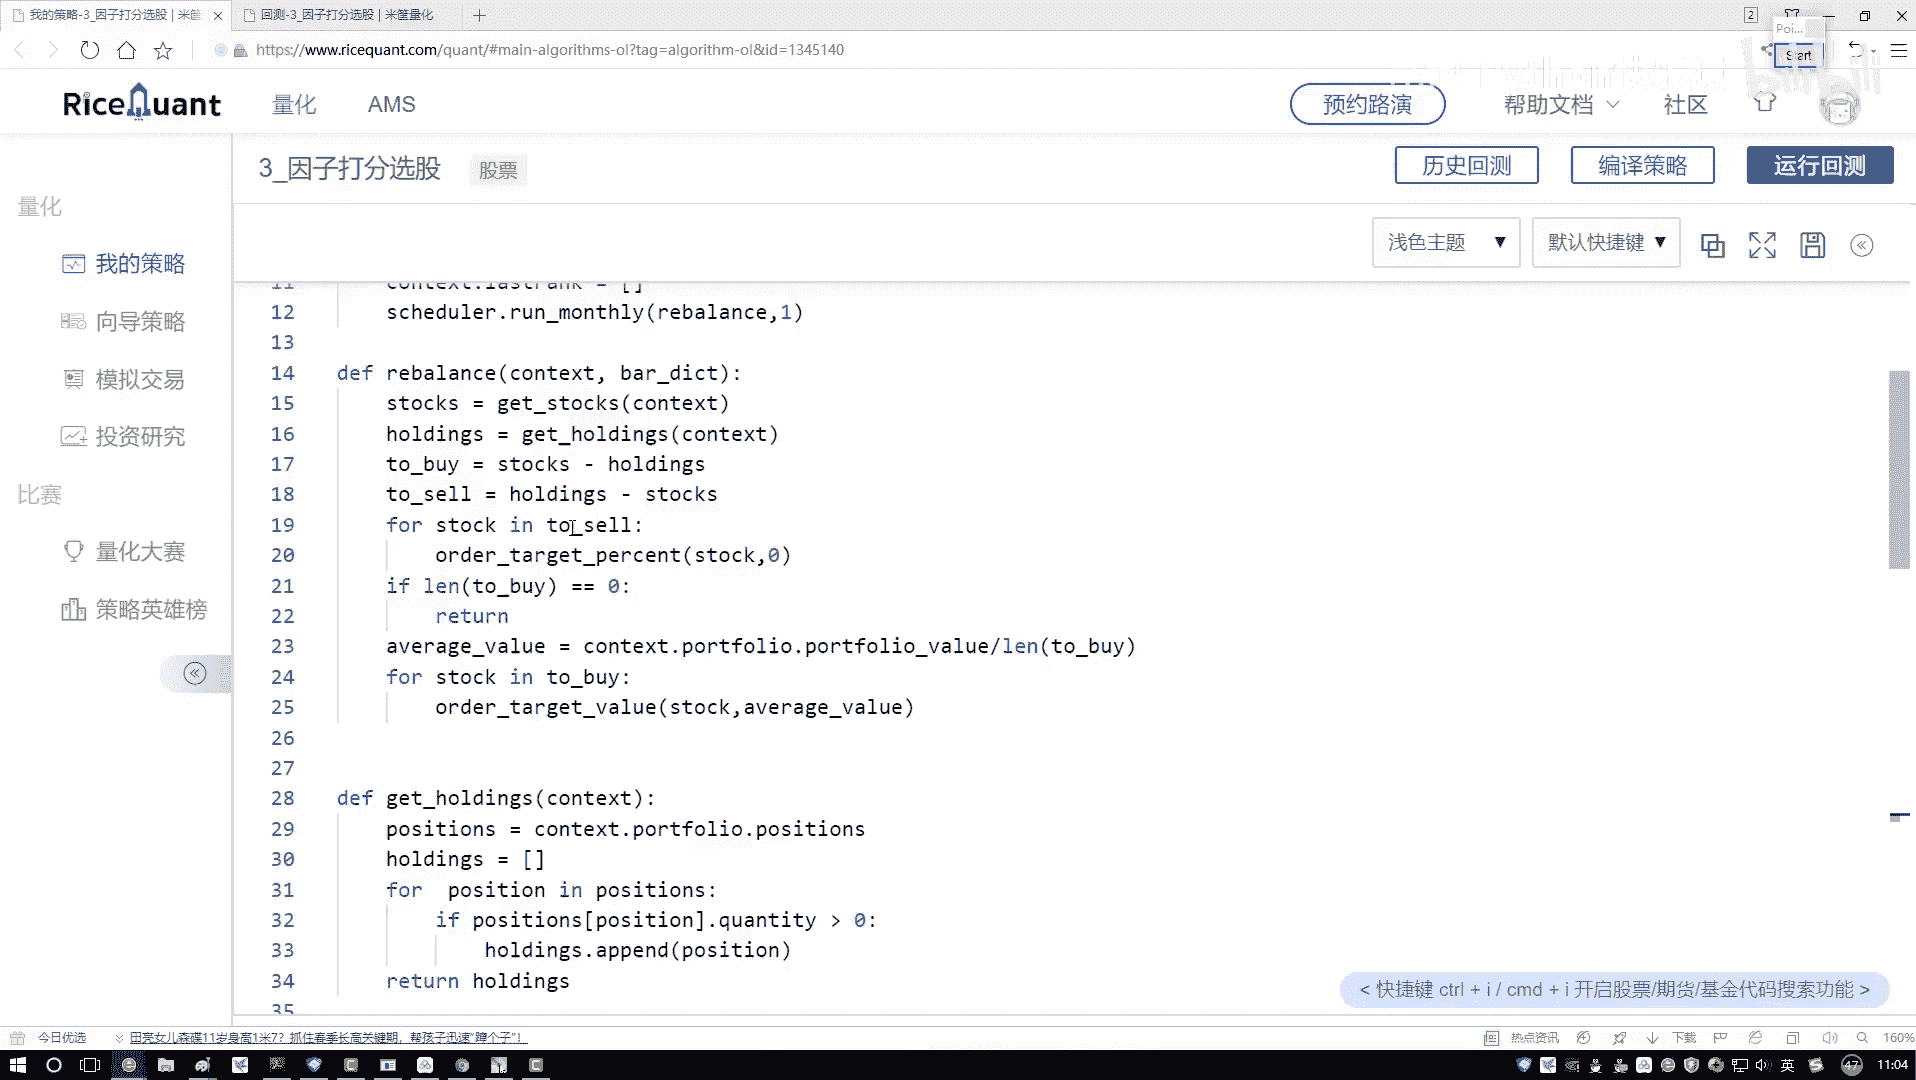 我的策略-3_因子打分选股 | 米筐
回测-3_因子打分选股 | 米筐量化
2
Poi...
Start
https://www.ricequant.com/quant/#main-algorithms-ol?tag=algorithm-ol&id=1345140
RiceQuant
量化
AMS
预约路演
帮助文档
社区
3_因子打分选股
股票
历史回测
编译策略
运行回测
量化
我的策略
向导策略
模拟交易
投资研究
比赛
量化大赛
策略英雄榜
浅色主题
默认快捷键
11 context.lastrank = []
12 scheduler.run_monthly(rebalance,1)
13
14 def rebalance(context, bar_dict):
15 stocks = get_stocks(context)
16 holdings = get_holdings(context)
17 to_buy = stocks - holdings
18 to_sell = holdings - stocks
19 for stock in to_sell:
20 order_target_percent(stock,0)
21 if len(to_buy) == 0:
22 return
23 average_value = context.portfolio.portfolio_value/len(to_buy)
24 for stock in to_buy:
25 order_target_value(stock,average_value)
26
27
28 def get_holdings(context):
29 positions = context.portfolio.positions
30 holdings = []
31 for  position in positions:
32 if positions[position].quantity > 0:
33 holdings.append(position)
34 return holdings
35
< 快捷键 ctrl + i / cmd + i 开启股票/期货/基金代码搜索功能 >
今日优选
田亮女儿森碟11岁身高1米7？抓住春季长高关键期，帮孩子迅速"蹿个子"！
热点资讯
下载
160%
英
47
11:04